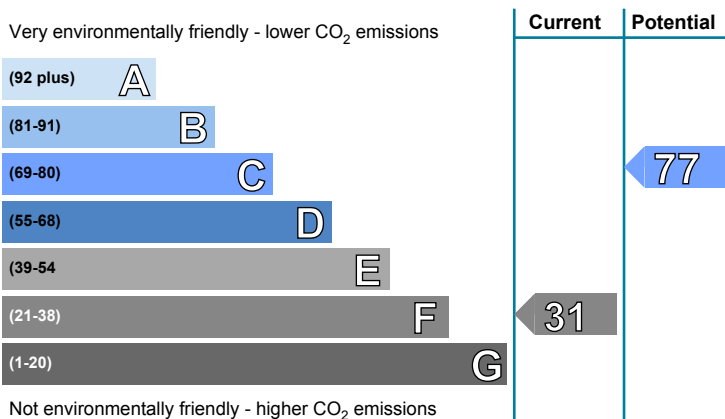 Very environmentally friendly - lower CO2 emissions
Current
Potential
(92 plus) A
(81-91) B
(69-80) C
77
(55-68) D
(39-54 E
(21-38) F
31
(1-20) G
Not environmentally friendly - higher CO2 emissions